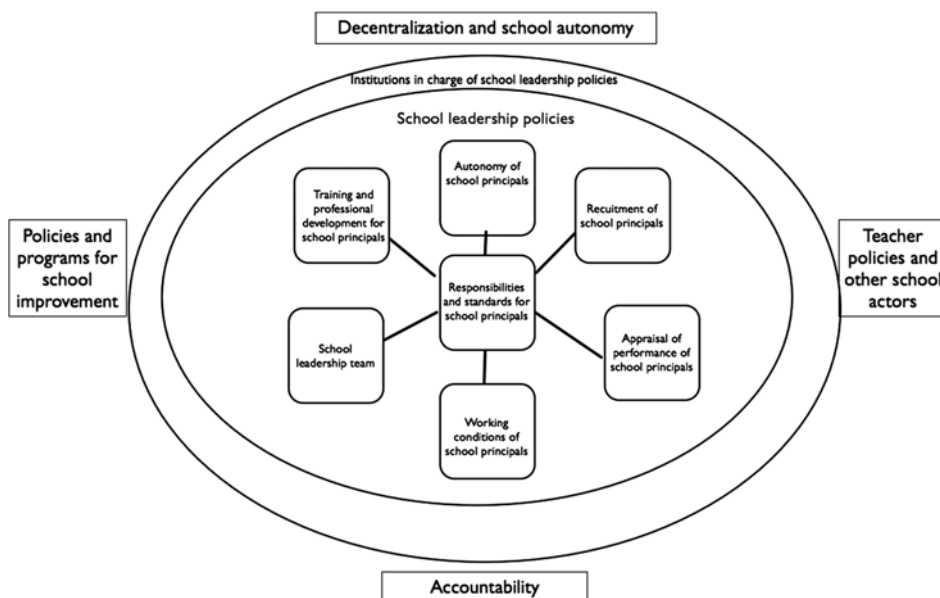 Decentralization and school autonomy
Institutions in charge of school leadership policies
School leadership policies
Autonomy of
school principals
Training and
professional
development for
school principals
Recuitment of
school principals
Policies and
programs for
school
improvement
Teacher
policies and
other school
actors
Responsibilities
and standards for
school principals
School
leadership team
Appraisal of
performance of
school principals
Working
conditions of
school principals
Accountability